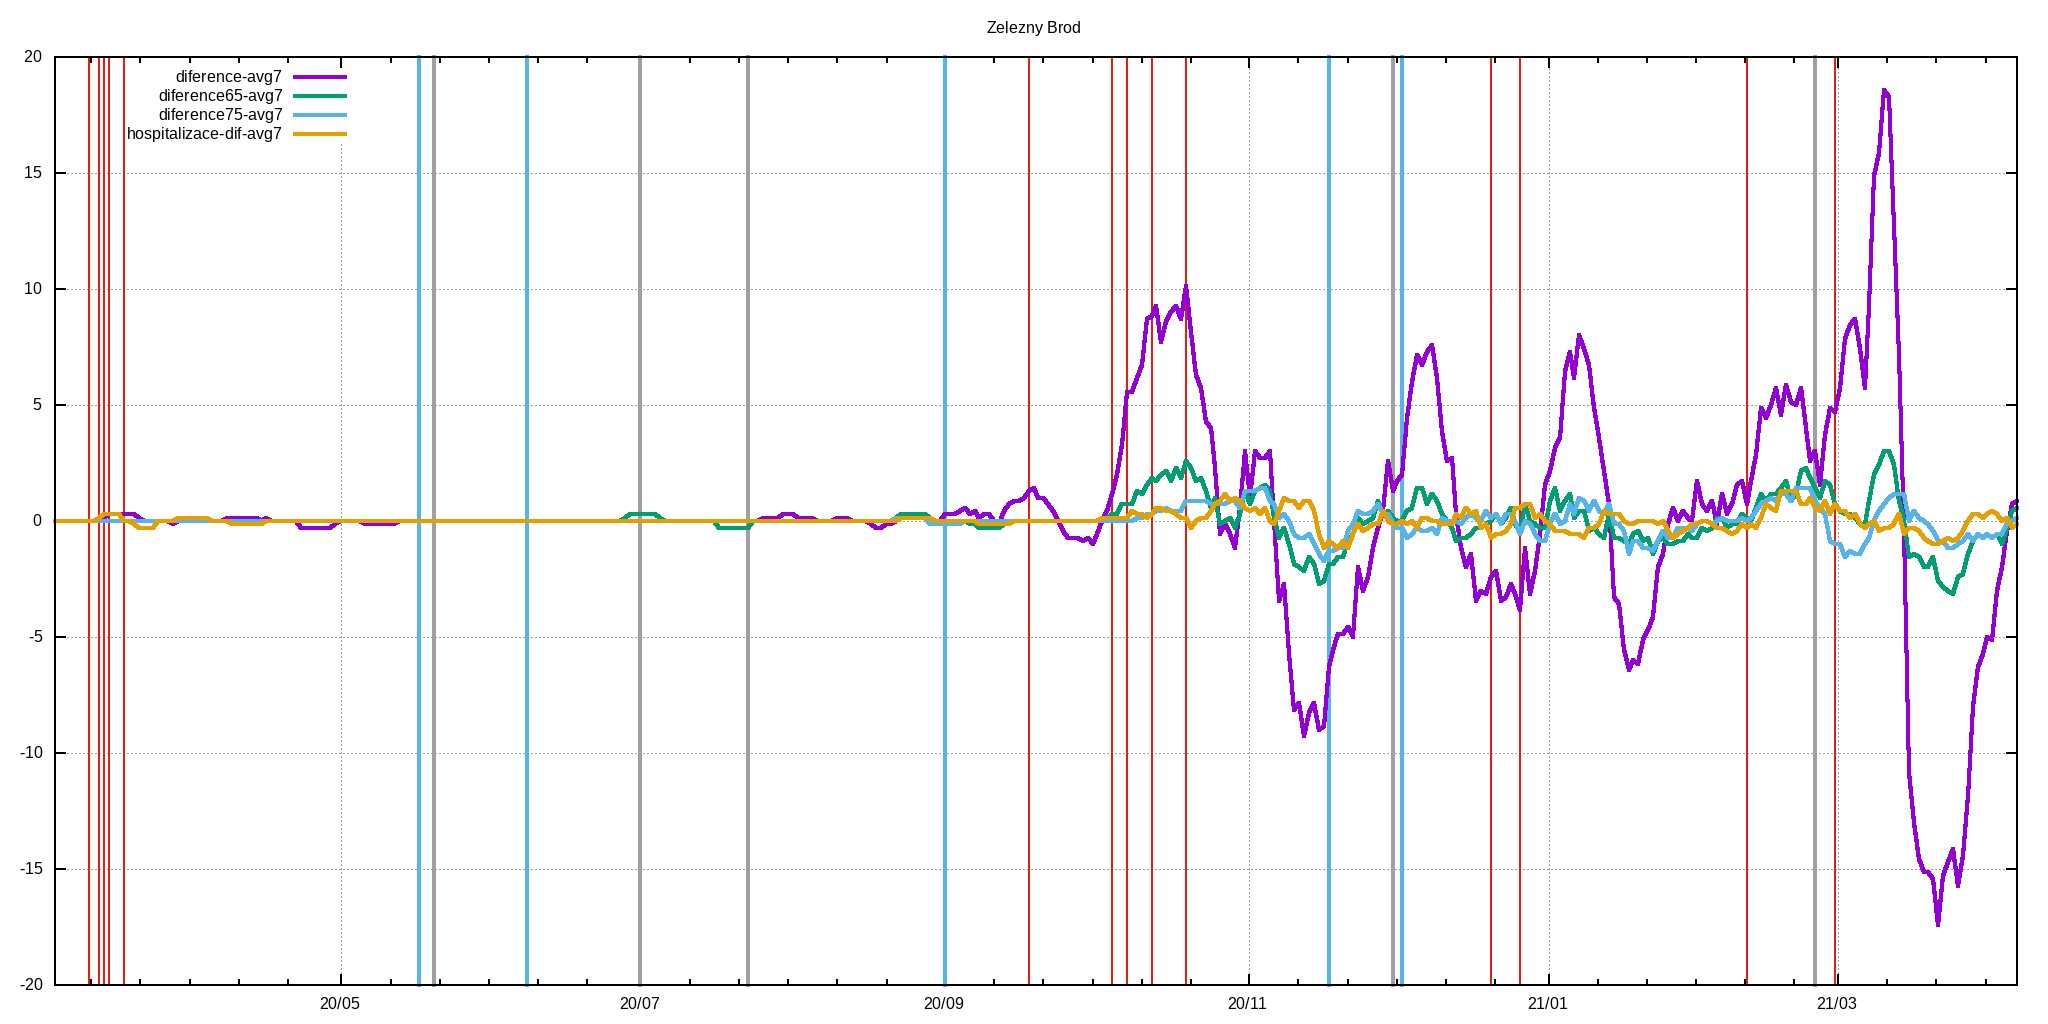 Zelezny Brod
diference-avg7
diference65-avg7
diference75-avg7
hospitalizace-dif-avg7
20
15
10
5
0
-5
-10
-15
-20
20/05 20/07 20/09 20/11 21/01 21/03